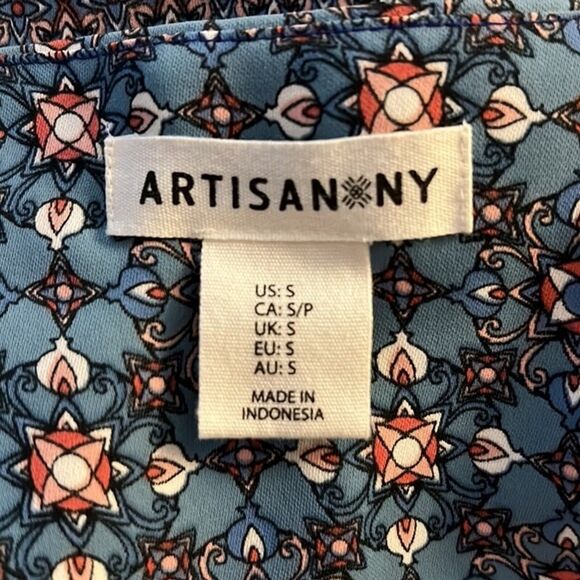 ARTISAN NY
US: S
CA: S/P
UK: S
EU: S
AU: S
MADE IN
INDONESIA